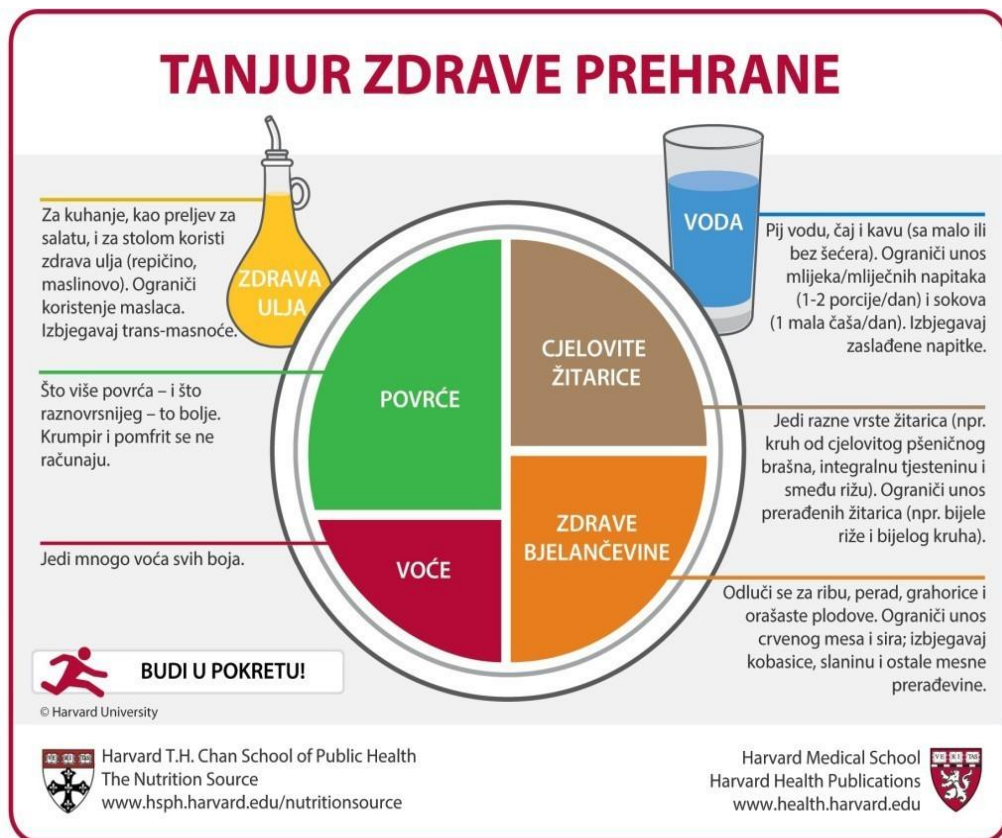 TANJUR ZDRAVE PREHRANE
Za kuhanje, kao preljev za
salatu, i za stolom koristi
zdrava ulja (repičino,
maslinovo). Ograniči
koristenje maslaca.
Izbjegavaj trans-masnoće.
ZDRAVA
ULJA
VODA
Pij vodu, čaj i kavu (sa malo ili
bez šećera). Ograniči unos
mlijeka/mliječnih napitaka
(1-2 porcije/dan) i sokova
(1 mala čaša/dan). Izbjegavaj
zaslađene napitke.
Što više povrća – i što
raznovrsnijeg – to bolje.
Krumpir i pomfrit se ne
računaju.
POVRĆE
CJELOVITE
ŽITARICE
Jedi razne vrste žitarica (npr.
kruh od cjelovitog pšeničnog
brašna, integralnu tjesteninu i
smeđu rižu). Ograniči unos
prerađenih žitarica (npr. bijele
riže i bijelog kruha).
Jedi mnogo voća svih boja.
VOĆE
ZDRAVE
BJELANČEVINE
Odluči se za ribu, perad, grahorice i
orašaste plodove. Ograniči unos
crvenog mesa i sira; izbjegavaj
kobasice, slaninu i ostale mesne
prerađevine.
BUDI U POKRETU!
© Harvard University
Harvard T.H. Chan School of Public Health
The Nutrition Source
www.hsph.harvard.edu/nutritionsource
Harvard Medical School
Harvard Health Publications
www.health.harvard.edu
VE RI TAS